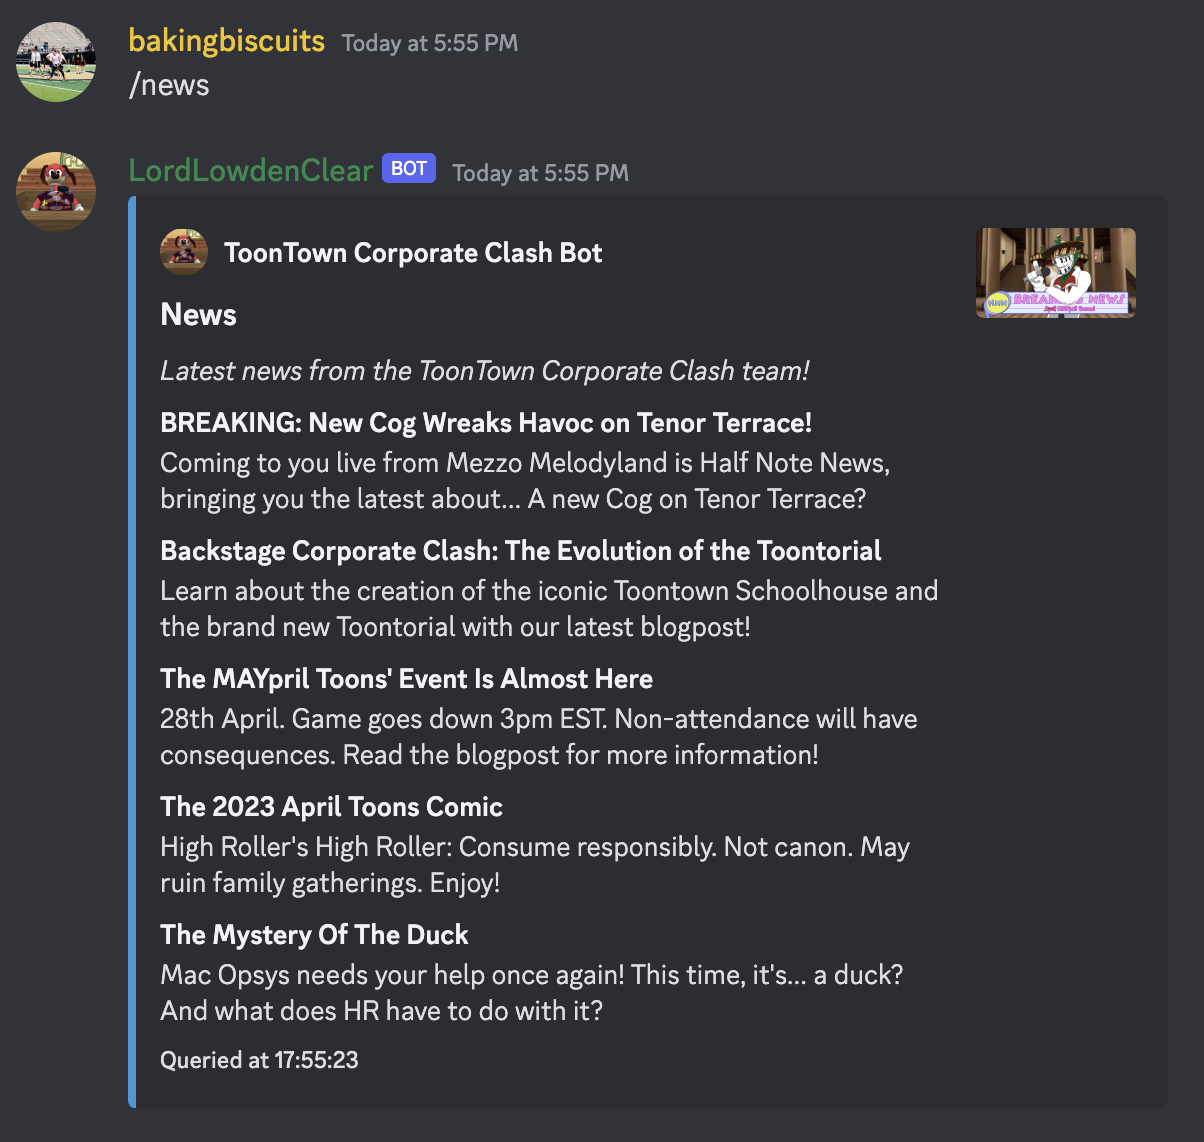 bakingbiscuits Today at 5:55 PM
/news
LordLowdenClear BOT Today at 5:55 PM
ToonTown Corporate Clash Bot
HNN BREAKING NEWS
News
Latest news from the ToonTown Corporate Clash team!
BREAKING: New Cog Wreaks Havoc on Tenor Terrace!
Coming to you live from Mezzo Melodyland is Half Note News,
bringing you the latest about... A new Cog on Tenor Terrace?
Backstage Corporate Clash: The Evolution of the Toontorial
Learn about the creation of the iconic Toontown Schoolhouse and
the brand new Toontorial with our latest blogpost!
The MAYpril Toons' Event Is Almost Here
28th April. Game goes down 3pm EST. Non-attendance will have
consequences. Read the blogpost for more information!
The 2023 April Toons Comic
High Roller's High Roller: Consume responsibly. Not canon. May
ruin family gatherings. Enjoy!
The Mystery Of The Duck
Mac Opsys needs your help once again! This time, it's... a duck?
And what does HR have to do with it?
Queried at 17:55:23